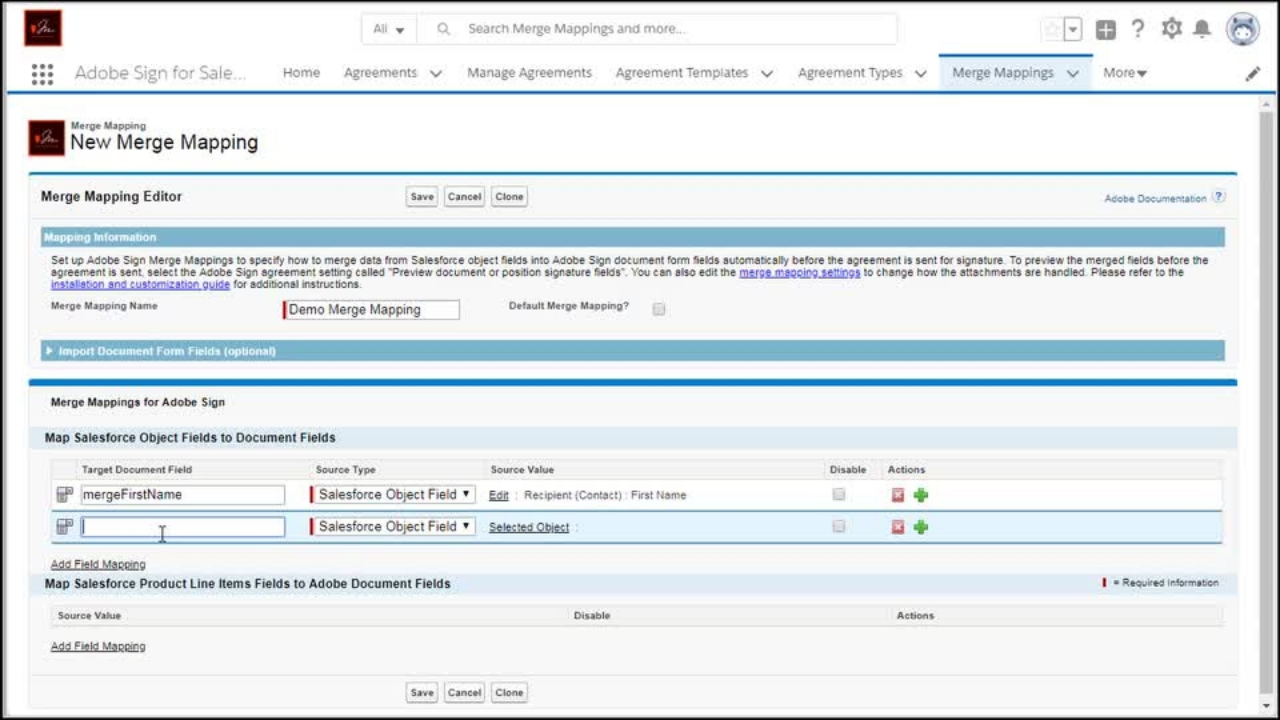 All
Search Merge Mappings and more...
Adobe Sign for Sale... Home Agreements Manage Agreements Agreement Templates Agreement Types Merge Mappings More
Merge Mapping
New Merge Mapping
Merge Mapping Editor Save Cancel Clone Adobe Documentation ?
Mapping Information
Set up Adobe Sign Merge Mappings to specify how to merge data from Salesforce object fields into Adobe Sign document form fields automatically before the agreement is sent for signature. To preview the merged fields before the
agreement is sent, select the Adobe Sign agreement setting called "Preview document or position signature fields". You can also edit the merge mapping settings to change how the attachments are handled. Please refer to the
installation and customization guide for additional instructions.
Merge Mapping Name Demo Merge Mapping Default Merge Mapping?
Import Document Form Fields (optional)
Merge Mappings for Adobe Sign
Map Salesforce Object Fields to Document Fields
Target Document Field Source Type Source Value Disable Actions
mergeFirstName Salesforce Object Field Edit : Recipient (Contact) : First Name
Salesforce Object Field Selected Object :
Add Field Mapping
Map Salesforce Product Line Items Fields to Adobe Document Fields = Required Information
Source Value Disable Actions
Add Field Mapping
Save Cancel Clone